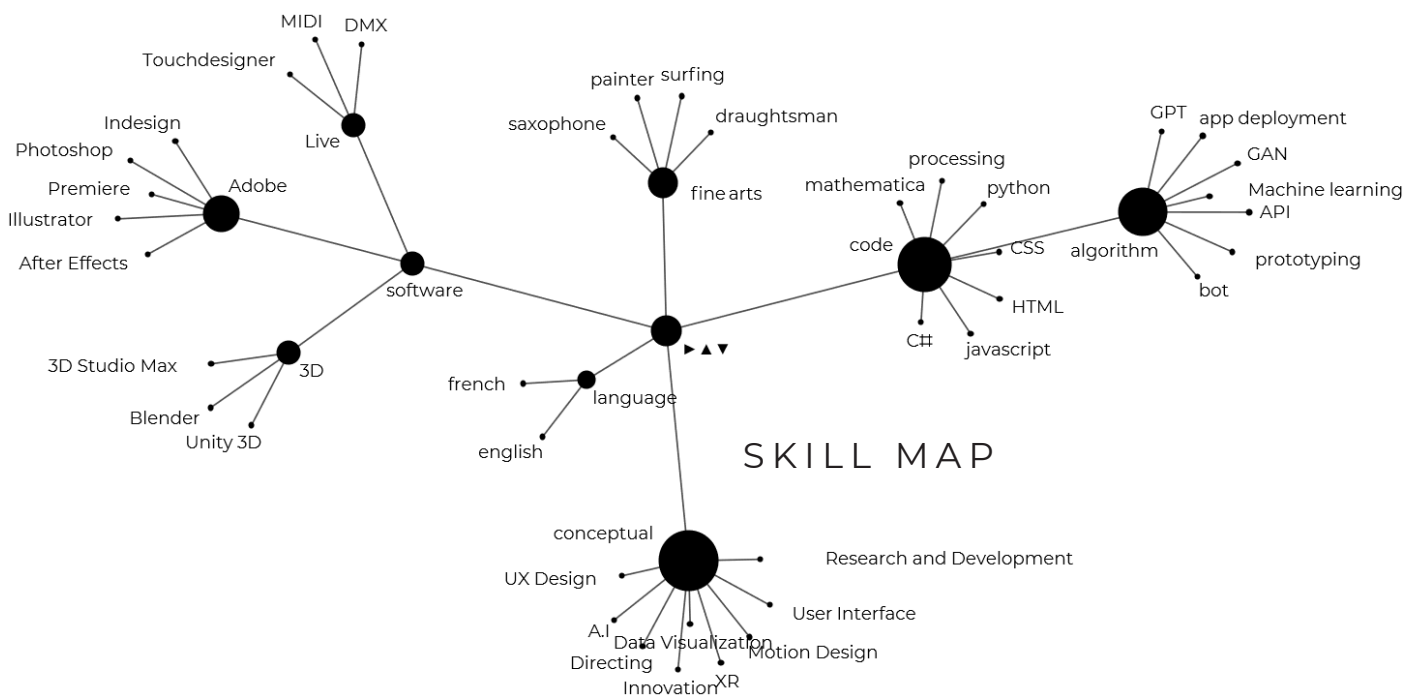 MIDI
DMX
Touchdesigner
Live
Indesign
Photoshop
Premiere
Illustrator
After Effects
Adobe
software
3D Studio Max
Blender
Unity 3D
3D
painter
surfing
saxophone
draughtsman
fine arts
processing
mathematica
python
code
CSS
HTML
C#
javascript
GPT
app deployment
GAN
Machine learning
API
algorithm
prototyping
bot
►▲▼
french
language
english
SKILL MAP
conceptual
UX Design
Research and Development
User Interface
A.I
Data Visualization
Motion Design
Directing
Innovation
XR